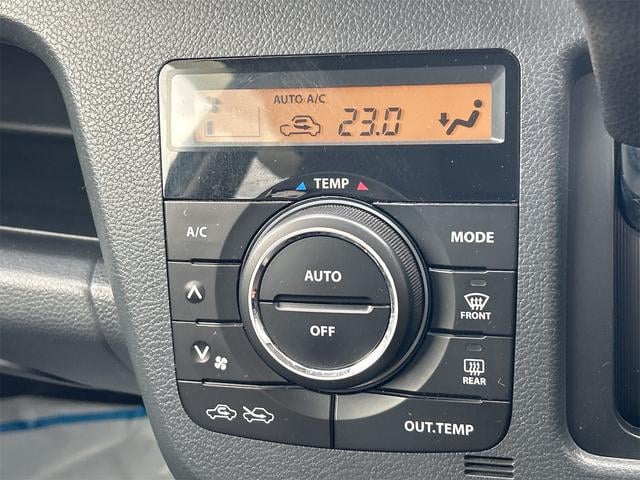 AUTO A/C
23.0
TEMP
A/C
MODE
AUTO
OFF
FRONT
REAR
OUT.TEMP